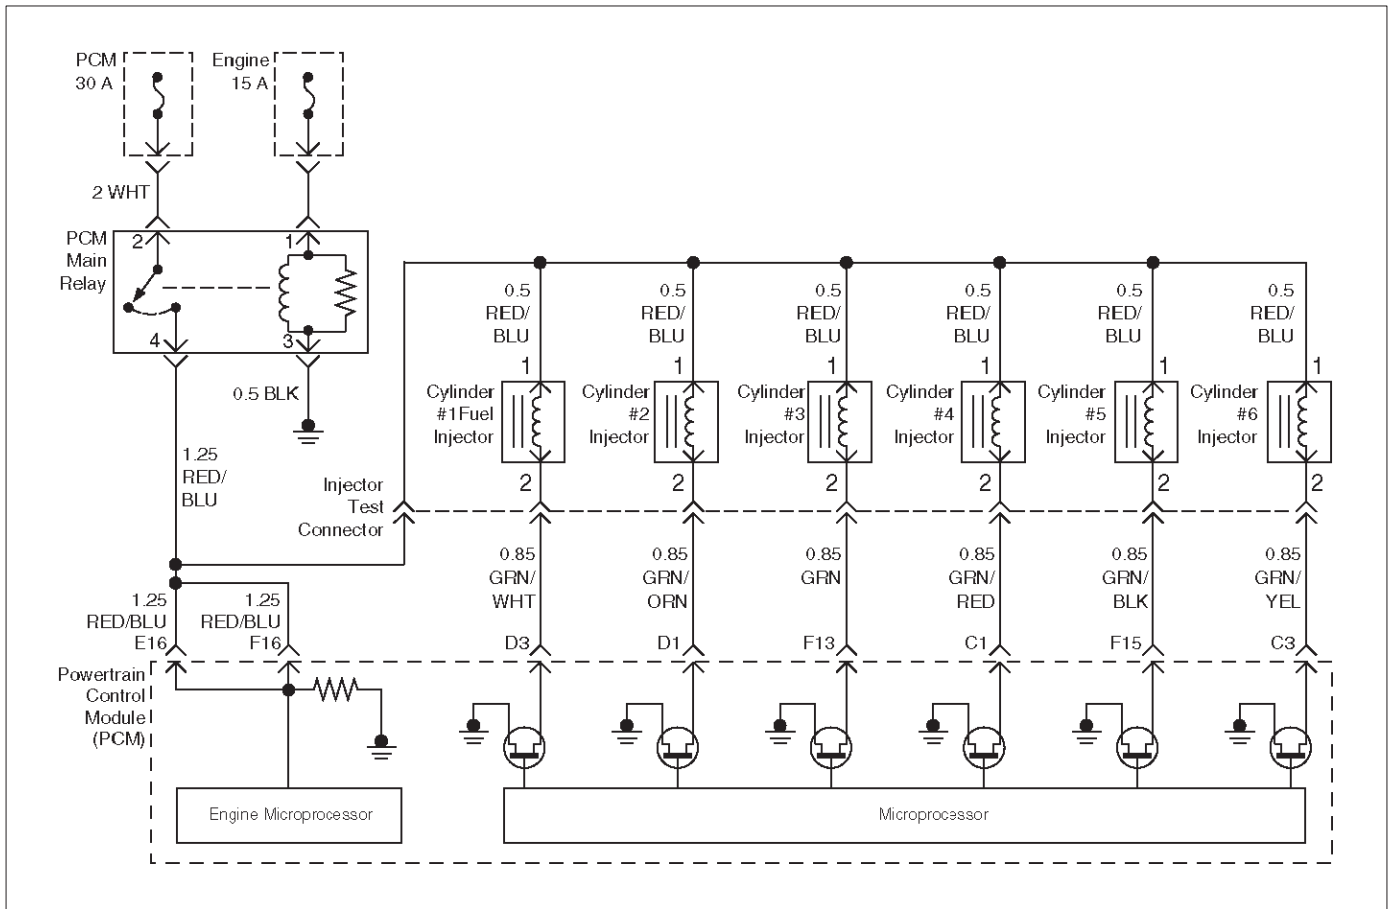 PCM
30 A
Engine
15 A
2 WHT
PCM
Main
Relay
2
1
4
3
0.5 BLK
1.25
RED/
BLU
0.5
RED/
BLU
0.5
RED/
BLU
0.5
RED/
BLU
0.5
RED/
BLU
0.5
RED/
BLU
0.5
RED/
BLU
1
1
1
1
1
1
Cylinder
#1Fuel
Injector
Cylinder
#2
Injector
Cylinder
#3
Injector
Cylinder
#4
Injector
Cylinder
#5
Injector
Cylinder
#6
Injector
2
2
2
2
2
2
Injector
Test
Connector
0.85
GRN/
WHT
0.85
GRN/
ORN
0.85
GRN
0.85
GRN/
RED
0.85
GRN/
BLK
0.85
GRN/
YEL
1.25
RED/BLU
E16
1.25
RED/BLU
F16
D3
D1
F13
C1
F15
C3
Powertrain
Control
Module
(PCM)
Engine Microprocessor
Microprocessor